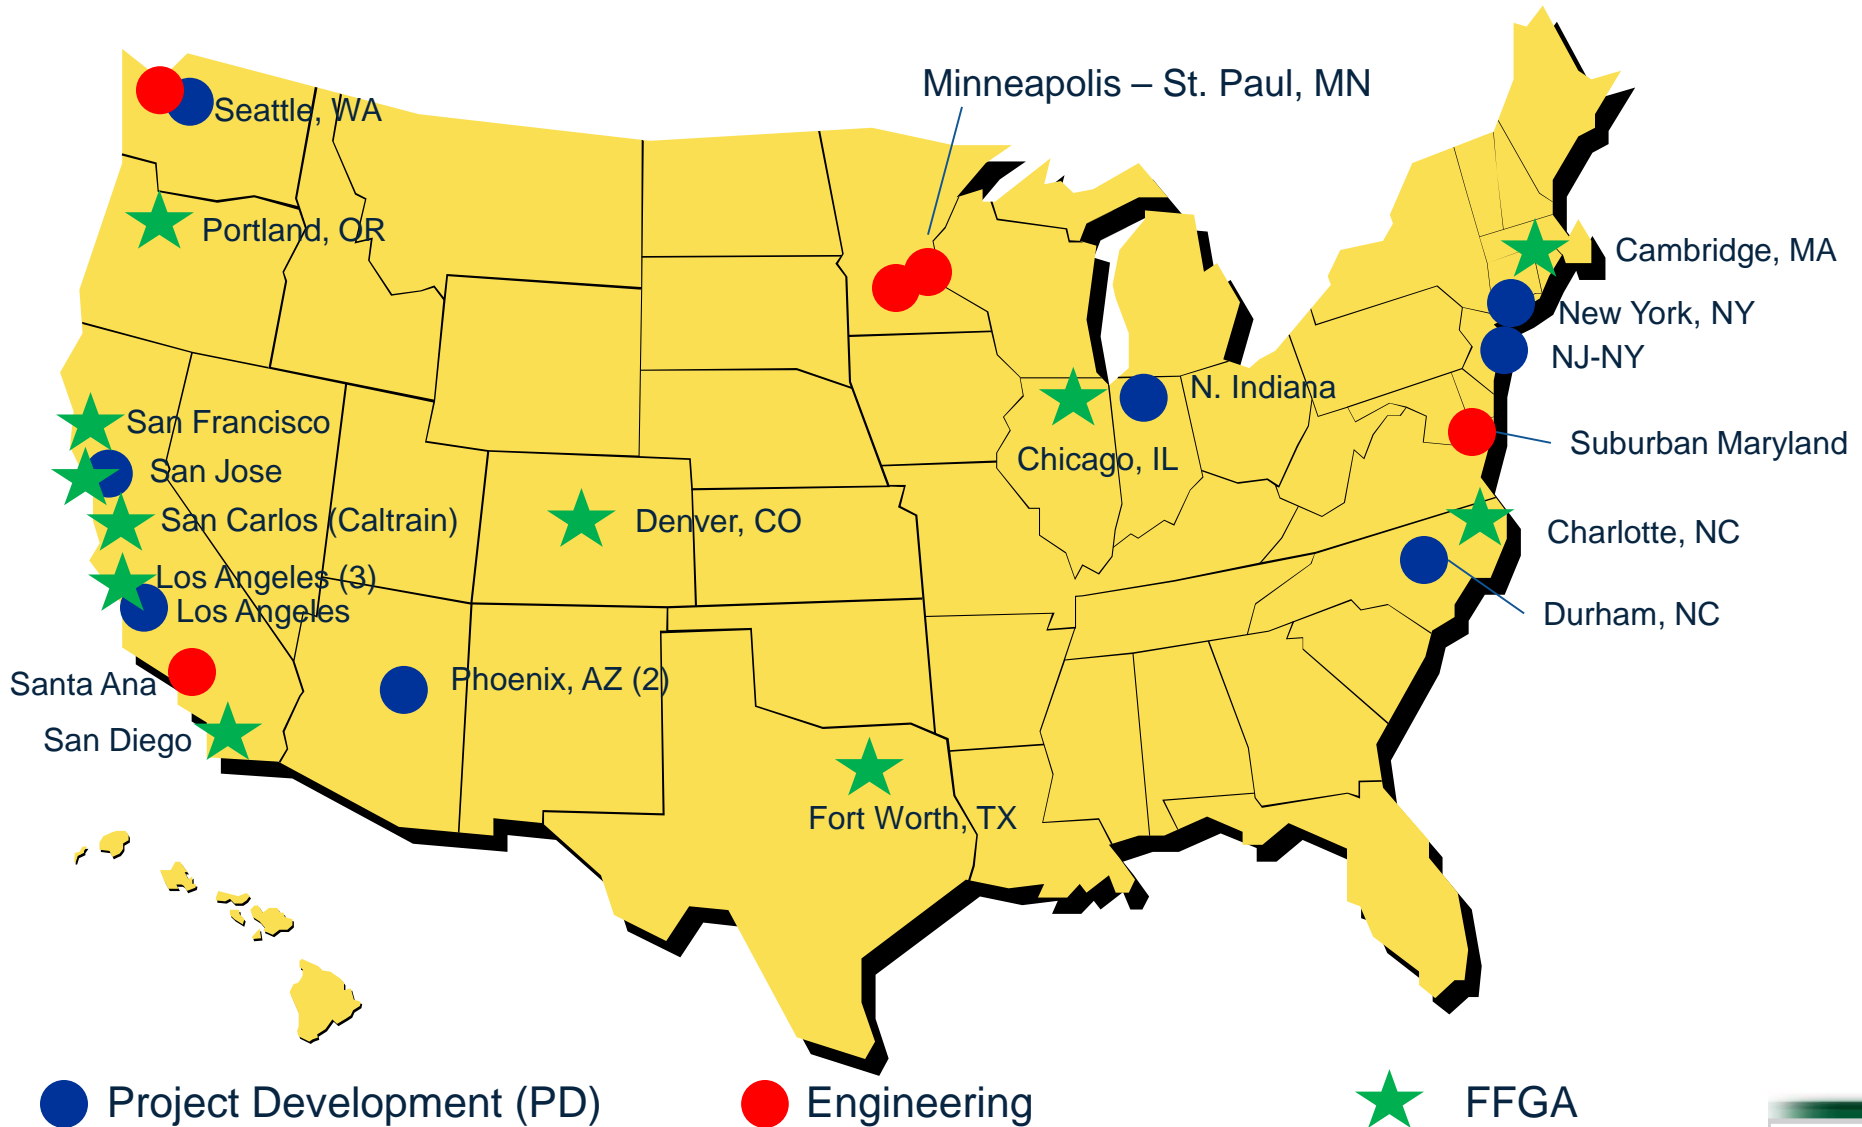 Minneapolis – St. Paul, MN
Seattle, WA
Portland, OR
Cambridge, MA
New York, NY
NJ-NY
N. Indiana
San Francisco
Suburban Maryland
Chicago, IL
San Jose
San Carlos (Caltrain)
Denver, CO
Charlotte, NC
Los Angeles (3)
Los Angeles
Durham, NC
Santa Ana
Phoenix, AZ (2)
San Diego
Fort Worth, TX
Project Development (PD)
Engineering
FFGA